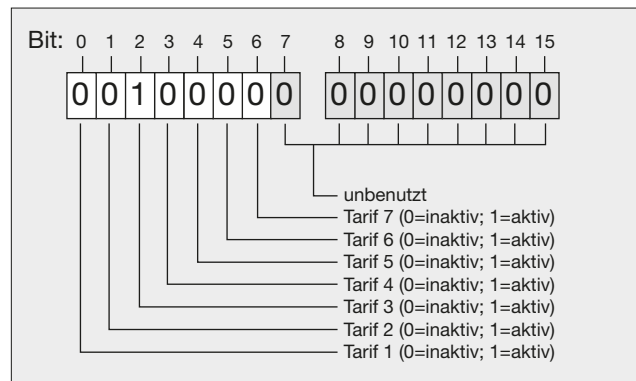 Bit: 0 1 2 3 4 5 6 7 8 9 10 11 12 13 14 15
0 0 1 0 0 0 0 0 0 0 0 0 0 0 0 0
unbenutzt
Tarif 7 (0=inaktiv; 1=aktiv)
Tarif 6 (0=inaktiv; 1=aktiv)
Tarif 5 (0=inaktiv; 1=aktiv)
Tarif 4 (0=inaktiv; 1=aktiv)
Tarif 3 (0=inaktiv; 1=aktiv)
Tarif 2 (0=inaktiv; 1=aktiv)
Tarif 1 (0=inaktiv; 1=aktiv)